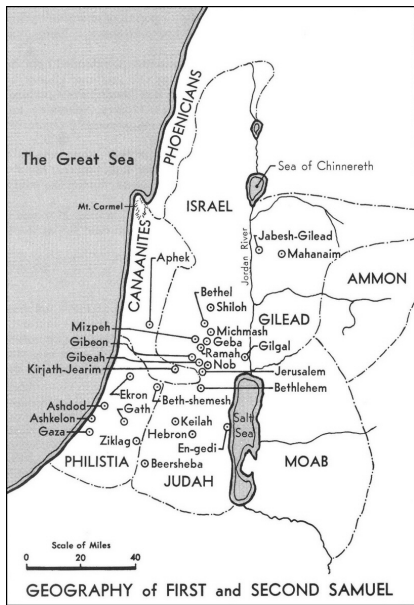 PHOENICIANS
The Great Sea
Sea of Chinnereth
ISRAEL
Mt. Carmel
CANAANITES
Jordan River
Jabesh-Gilead
Aphek
Mahanaim
AMMON
Bethel
Shiloh
GILEAD
Mizpeh
Michmash
Gibeon
Geba
Ramah
Gilgal
Gibeah
Nob
Kirjath-Jearim
Jerusalem
Bethlehem
Ekron
Beth-shemesh
Ashdod
Gath
Keilah
Salt
Sea
Ashkelon
Gaza
Hebron
Ziklag
En-gedi
PHILISTIA
Beersheba
MOAB
JUDAH
Scale of Miles
0 20 40
GEOGRAPHY of FIRST and SECOND SAMUEL